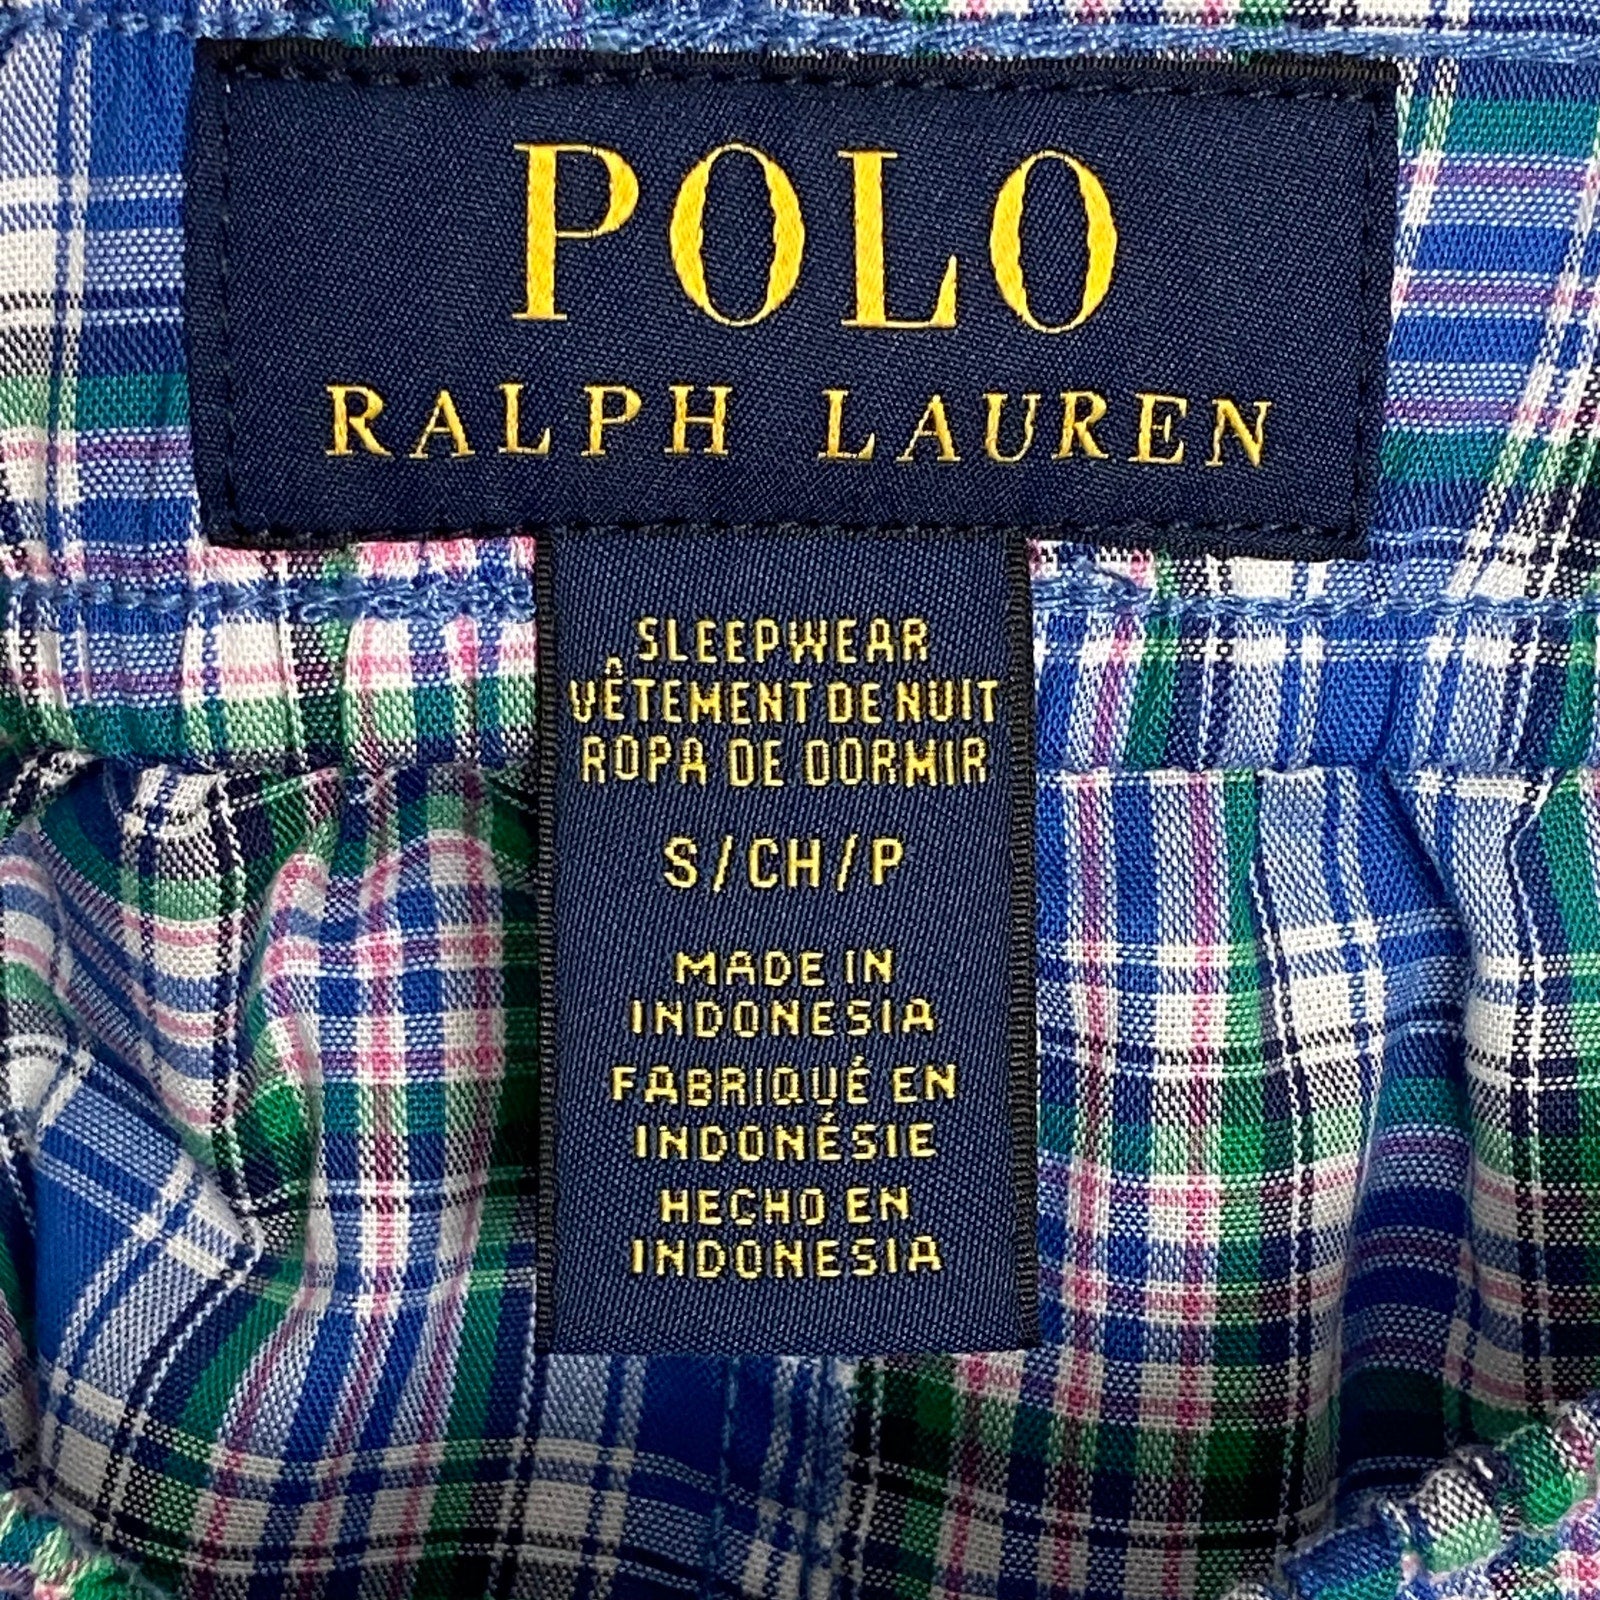 POLO
RALPH LAUREN
SLEEPWEAR
VÊTEMENT DE NUIT
ROPA DE DORMIR
S/CH/P
MADE IN
INDONESIA
FABRIQUÉ EN
INDONÉSIE
HECHO EN
INDONESIA